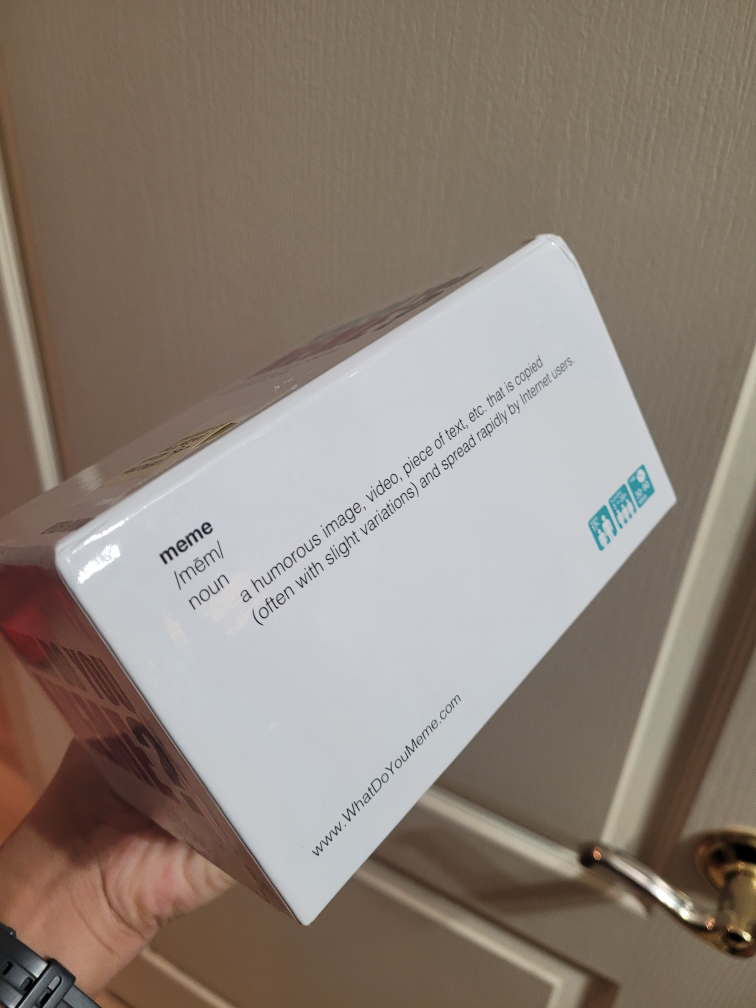 meme
/mēm/
noun
a humorous image, video, piece of text, etc. that is copied
(often with slight variations) and spread rapidly by Internet users.
www.WhatDoYouMeme.com
YOU